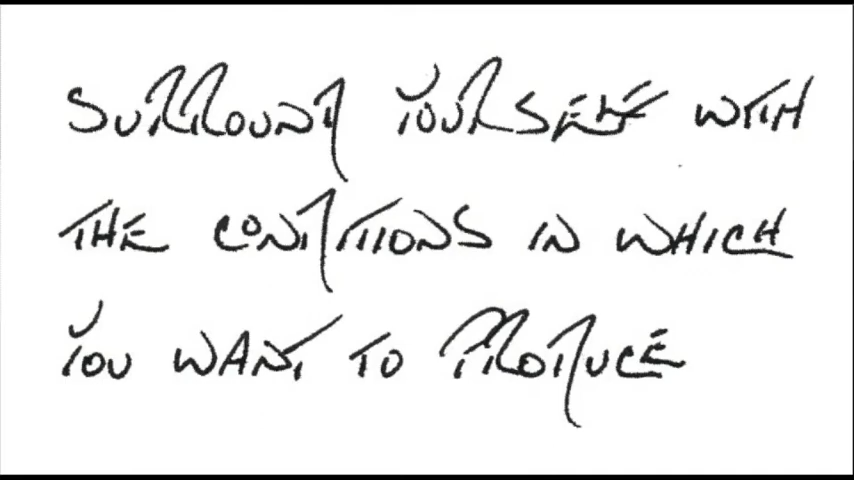 SURROUND YOURSELF WITH
THE CONDITIONS IN WHICH
YOU WANT TO PRODUCE